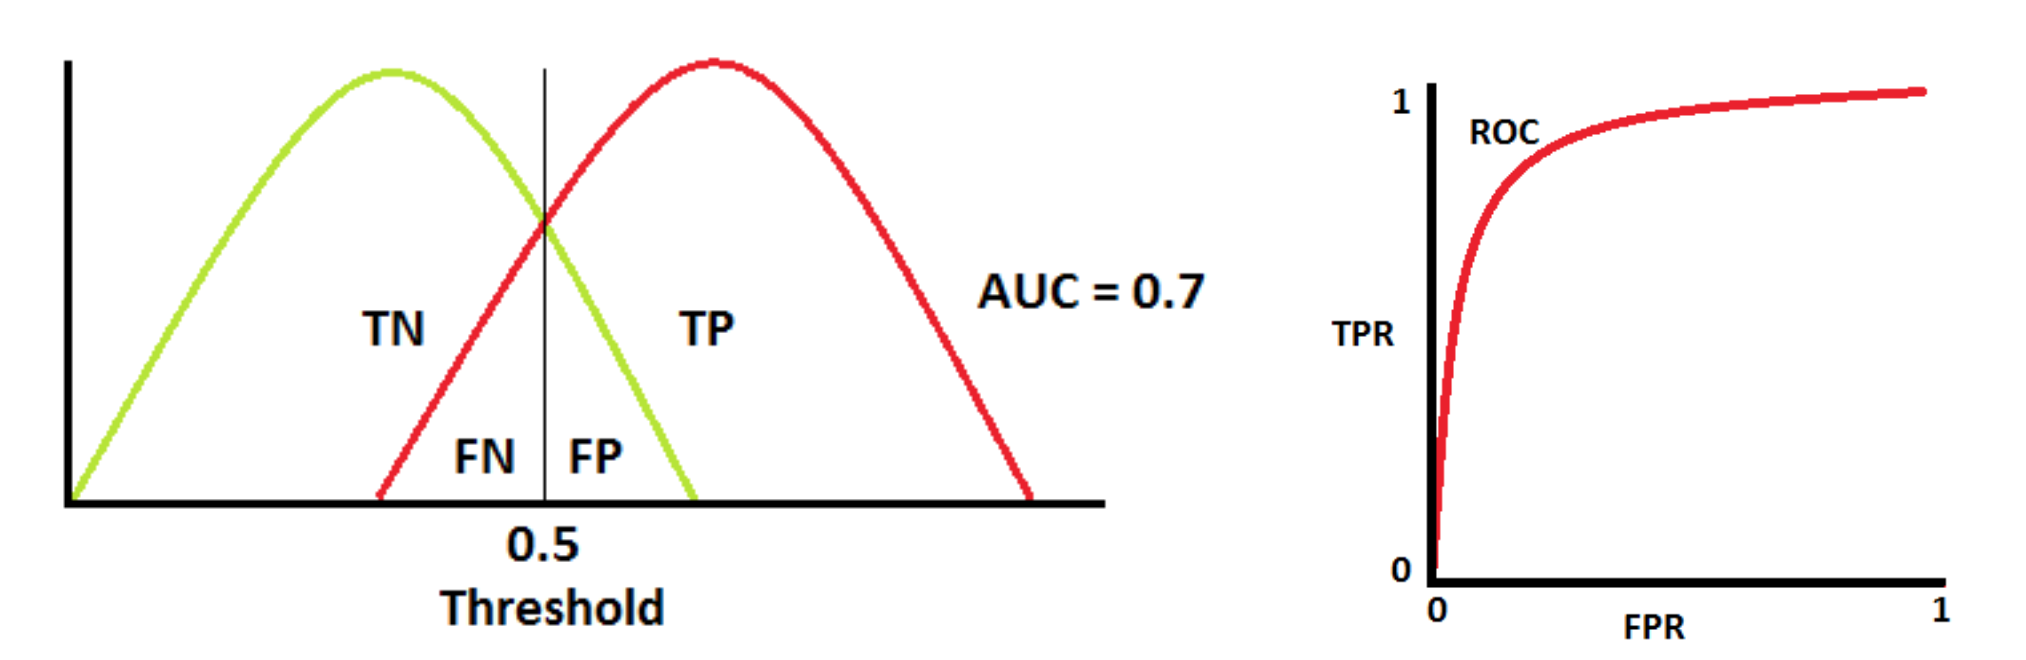 TN
TP
FN
FP
0.5
Threshold
AUC = 0.7
1
ROC
TPR
0
0
1
FPR